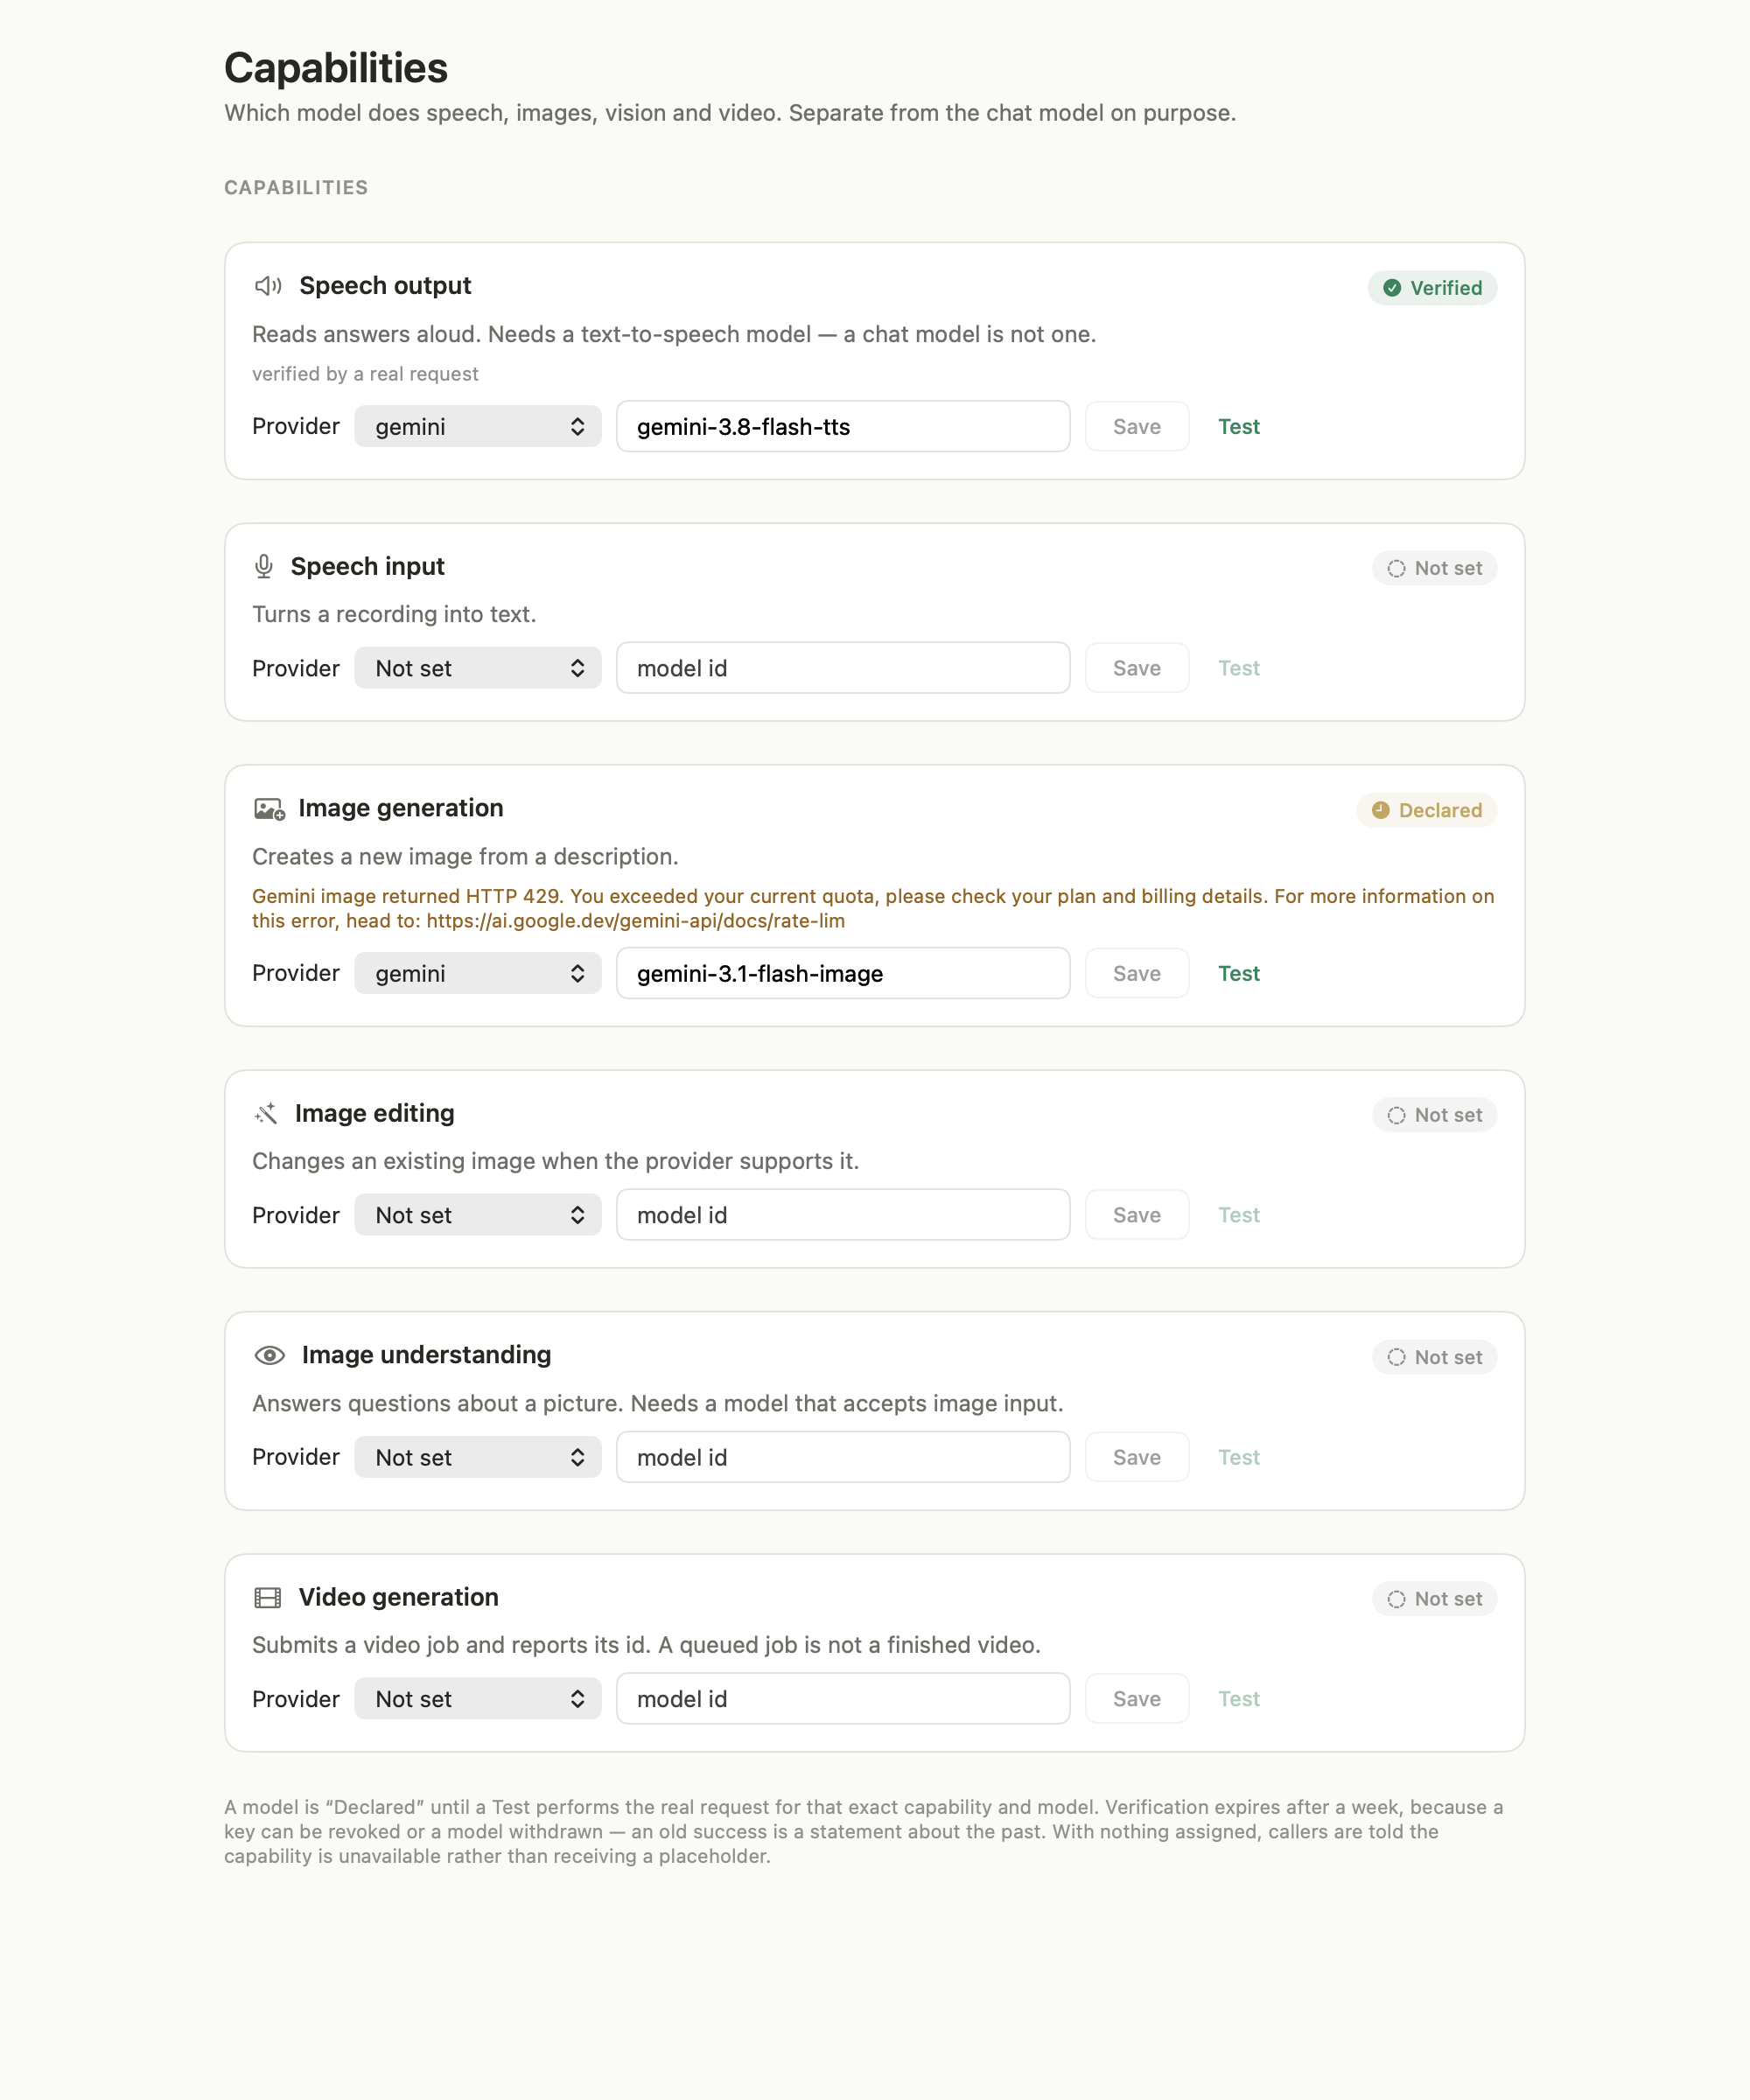 Capabilities
Which model does speech, images, vision and video. Separate from the chat model on purpose.
CAPABILITIES
Speech output
Verified
Reads answers aloud. Needs a text-to-speech model — a chat model is not one.
verified by a real request
Provider gemini gemini-3.8-flash-tts Save Test
Speech input
Not set
Turns a recording into text.
Provider Not set model id Save Test
Image generation
Declared
Creates a new image from a description.
Gemini image returned HTTP 429. You exceeded your current quota, please check your plan and billing details. For more information on
this error, head to: https://ai.google.dev/gemini-api/docs/rate-lim
Provider gemini gemini-3.1-flash-image Save Test
Image editing
Not set
Changes an existing image when the provider supports it.
Provider Not set model id Save Test
Image understanding
Not set
Answers questions about a picture. Needs a model that accepts image input.
Provider Not set model id Save Test
Video generation
Not set
Submits a video job and reports its id. A queued job is not a finished video.
Provider Not set model id Save Test
A model is “Declared” until a Test performs the real request for that exact capability and model. Verification expires after a week, because a
key can be revoked or a model withdrawn — an old success is a statement about the past. With nothing assigned, callers are told the
capability is unavailable rather than receiving a placeholder.